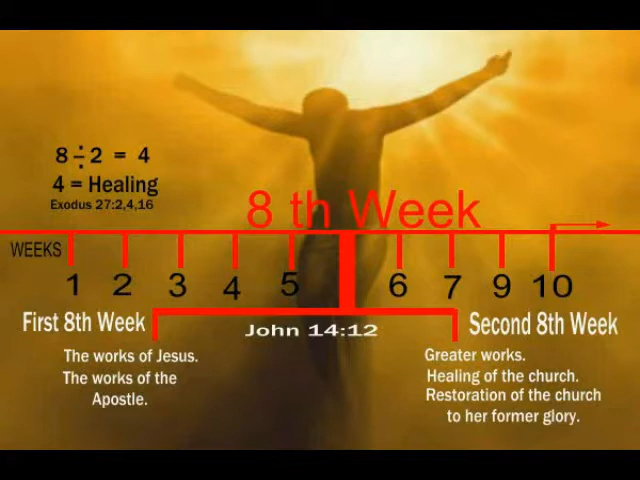 8 ÷ 2 = 4
4 = Healing
Exodus 27:2,4,16
8 th Week
WEEKS
1 2 3 4 5 6 7 9 10
First 8th Week
John 14:12
Second 8th Week
The works of Jesus.
The works of the
Apostle.
Greater works.
Healing of the church.
Restoration of the church
to her former glory.